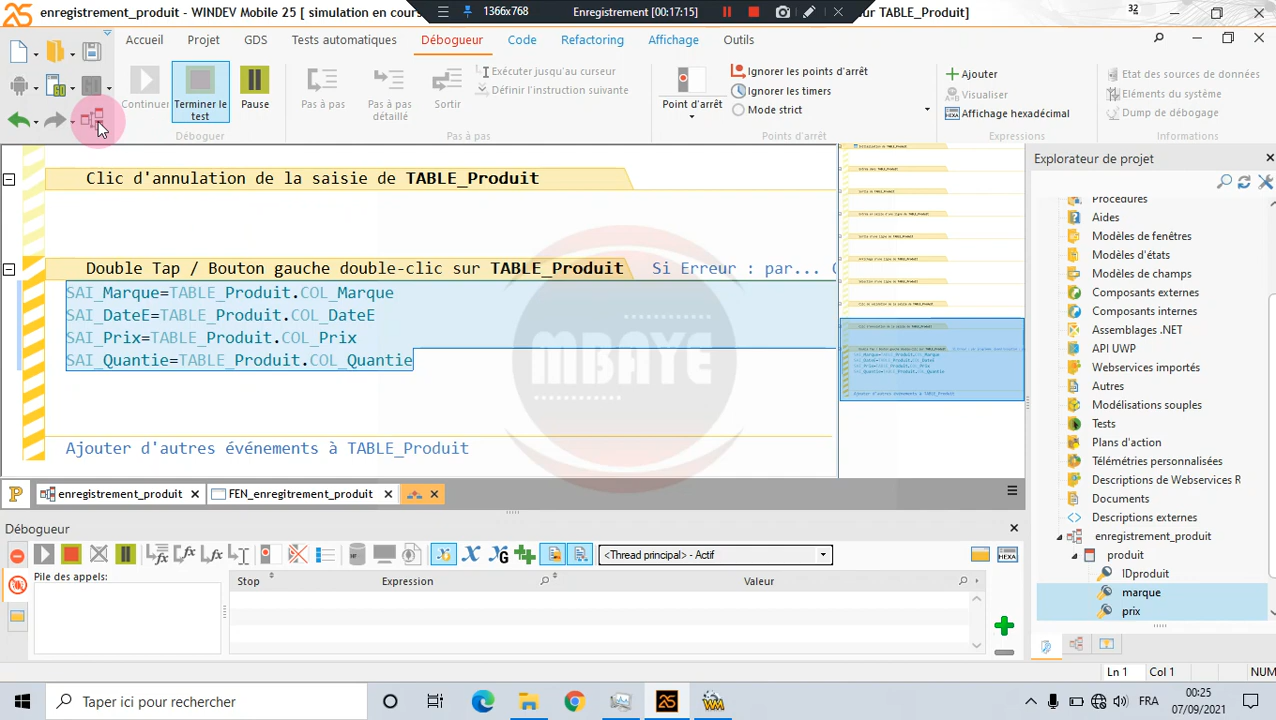 enregistrement_produit - WINDEV Mobile 25 [ simulation en cours
1366x768
Enregistrement [00:17:15]
ur TABLE_Produit]
32
Accueil
Projet
GDS
Tests automatiques
Débogueur
Code
Refactoring
Affichage
Outils
Continuer
Terminer le test
Pause
Pas à pas
Pas à pas détaillé
Sortir
Exécuter jusqu'au curseur
Définir l'instruction suivante
Point d'arrêt
Ignorer les points d'arrêt
Ignorer les timers
Mode strict
Ajouter
Visualiser
Affichage hexadécimal
Etat des sources de données
Eléments du système
Dump de débogage
Déboguer
Pas à pas
Points d'arrêt
Expressions
Informations
Clic d'annulation de la saisie de TABLE_Produit
Double Tap / Bouton gauche double-clic sur TABLE_Produit
Si Erreur : par...
SAI_Marque=TABLE_Produit.COL_Marque
SAI_DateE=TABLE_Produit.COL_DateE
SAI_Prix=TABLE_Produit.COL_Prix
SAI_Quantie=TABLE_Produit.COL_Quantie
Ajouter d'autres événements à TABLE_Produit
Explorateur de projet
Procédures
Aides
Modèles de fenêtres
Modèles d'états
Modèles de champs
Composants externes
Composants internes
Assemblages .NET
API UWP
Webservices importés
Autres
Modélisations souples
Tests
Plans d'action
Télémétries personnalisées
Descriptions de Webservices R
Documents
Descriptions externes
enregistrement_produit
produit
IDproduit
marque
prix
enregistrement_produit
FEN_enregitrement_produit
Débogueur
<Thread principal> - Actif
HEXA
Pile des appels:
Stop
Expression
Valeur
Ln 1
Col 1
NUM
Taper ici pour rechercher
FRA
00:25
07/09/2021